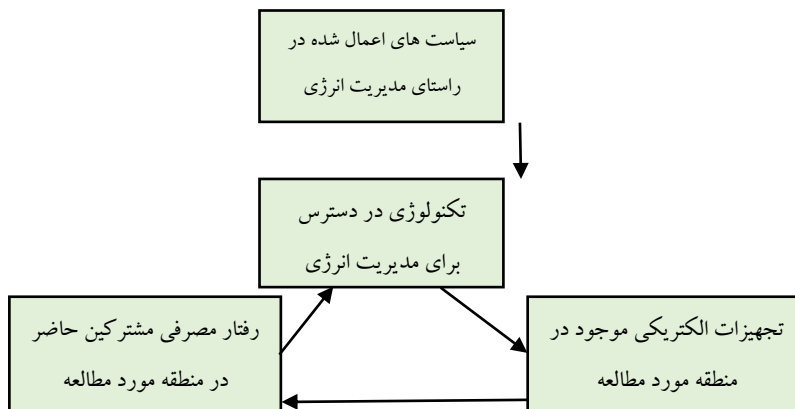 سیاست های اعمال شده در
راستای مدیریت انرژی
تکنولوژی در دسترس
برای مدیریت انرژی
تجهیزات الکتریکی موجود در
منطقه مورد مطالعه
رفتار مصرفی مشترکین حاضر
در منطقه مورد مطالعه